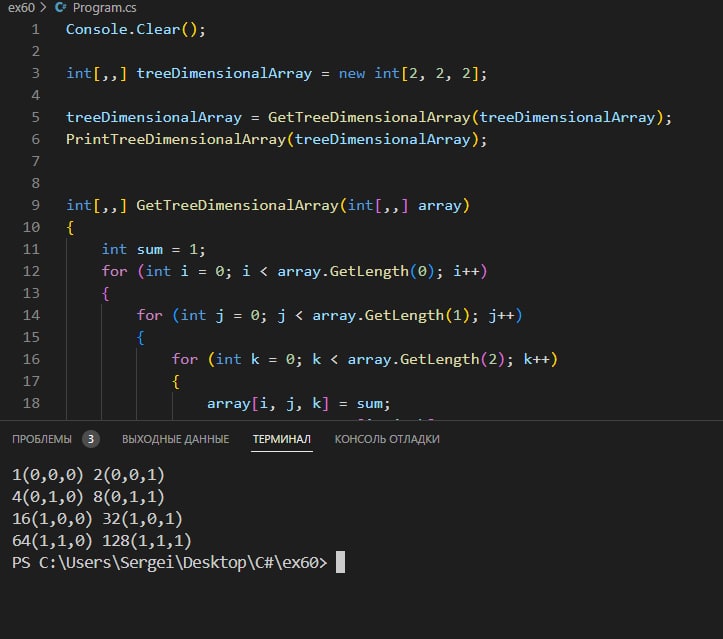 ex60 > Program.cs
1 Console.Clear();
2
3 int[,,] treeDimensionalArray = new int[2, 2, 2];
4
5 treeDimensionalArray = GetTreeDimensionalArray(treeDimensionalArray);
6 PrintTreeDimensionalArray(treeDimensionalArray);
7
8
9 int[,,] GetTreeDimensionalArray(int[,,] array)
10 {
11 int sum = 1;
12 for (int i = 0; i < array.GetLength(0); i++)
13 {
14 for (int j = 0; j < array.GetLength(1); j++)
15 {
16 for (int k = 0; k < array.GetLength(2); k++)
17 {
18 array[i, j, k] = sum;
ПРОБЛЕМЫ 3 ВЫХОДНЫЕ ДАННЫЕ ТЕРМИНАЛ КОНСОЛЬ ОТЛАДКИ
1(0,0,0) 2(0,0,1)
4(0,1,0) 8(0,1,1)
16(1,0,0) 32(1,0,1)
64(1,1,0) 128(1,1,1)
PS C:\Users\Sergei\Desktop\C#\ex60>